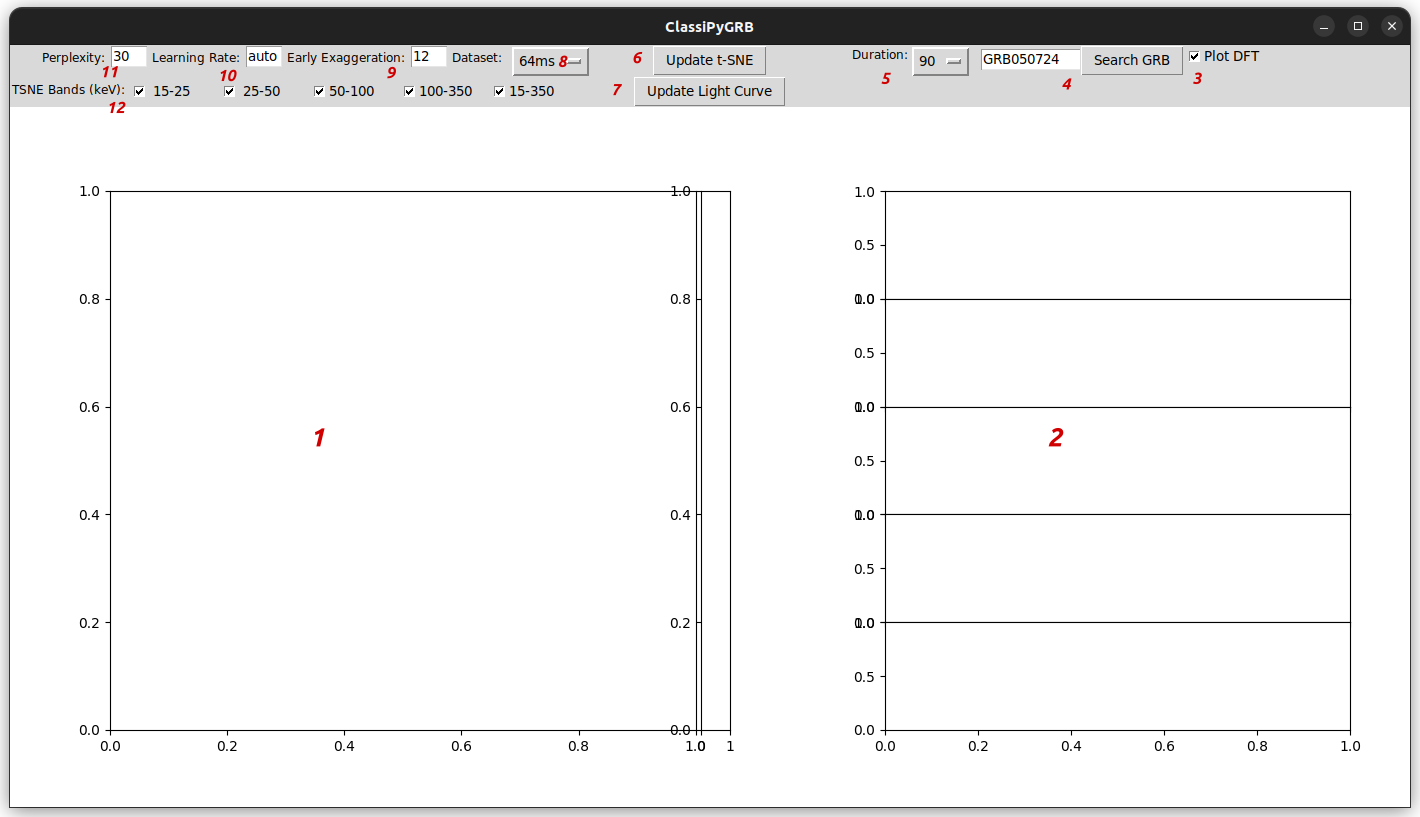 ClassiPyGRB
Perplexity: 30 Learning Rate: auto Early Exaggeration: 12 Dataset: 64ms 8 6 Update t-SNE Duration: 90 GRB050724 Search GRB Plot DFT
11 10 9 5 4 3
TSNE Bands (keV): 15-25 25-50 50-100 100-350 15-350 7 Update Light Curve
12
1.0 1.0 1.0
0.5
0.8 0.8 0.0 1.0
0.5
0.6 0.6 0.0 1.0
1 2
0.5
0.4 0.4 0.0 1.0
0.5
0.2 0.2 0.0 1.0
0.5
0.0 0.0 0.0
0.0 0.2 0.4 0.6 0.8 1.0 0 1 0.0 0.2 0.4 0.6 0.8 1.0